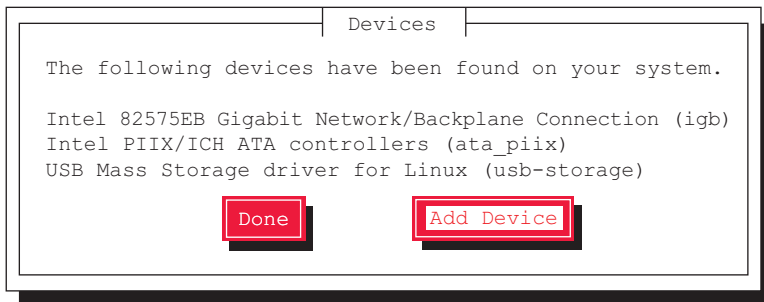 Devices
The following devices have been found on your system.
Intel 82575EB Gigabit Network/Backplane Connection (igb)
Intel PIIX/ICH ATA controllers (ata_piix)
USB Mass Storage driver for Linux (usb-storage)
Done Add Device